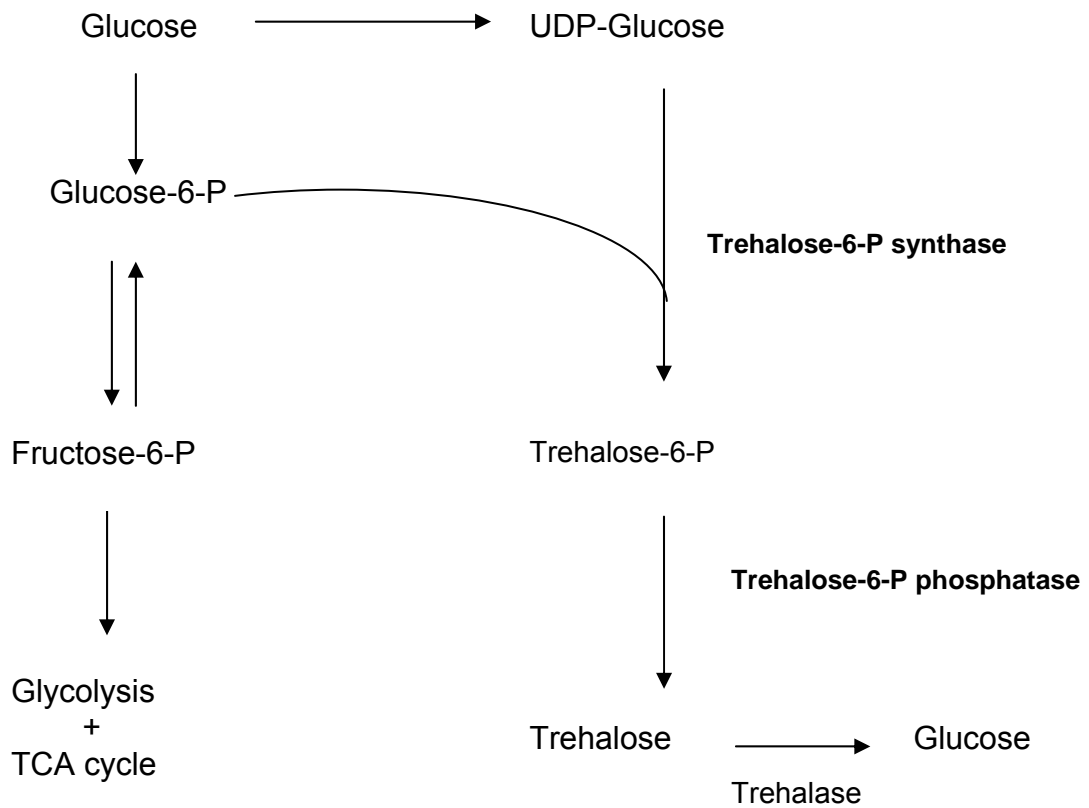 Glucose
UDP-Glucose
Glucose-6-P
Trehalose-6-P synthase
Fructose-6-P
Trehalose-6-P
Trehalose-6-P phosphatase
Glycolysis
+
TCA cycle
Trehalose
Glucose
Trehalase